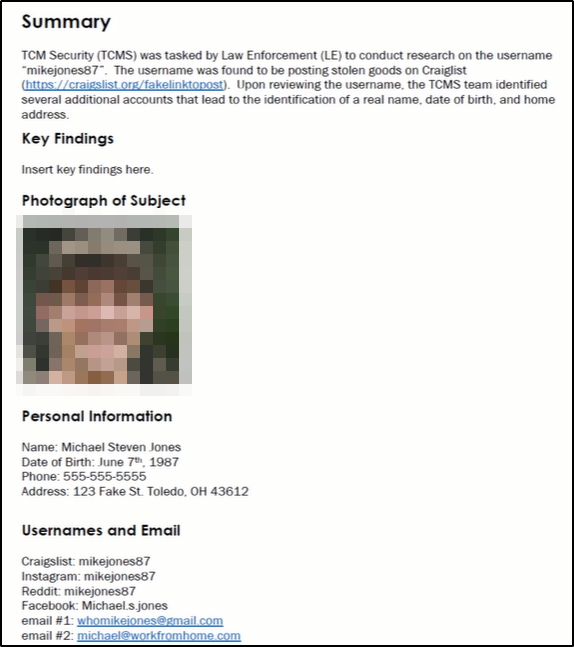 Summary
TCM Security (TCMS) was tasked by Law Enforcement (LE) to conduct research on the username
"mikejones87".  The username was found to be posting stolen goods on Craiglist
(https://craigslist.org/fakelinktopost).  Upon reviewing the username, the TCMS team identified
several additional accounts that lead to the identification of a real name, date of birth, and home
address.
Key Findings
Insert key findings here.
Photograph of Subject
Personal Information
Name: Michael Steven Jones
Date of Birth: June 7th, 1987
Phone: 555-555-5555
Address: 123 Fake St. Toledo, OH 43612
Usernames and Email
Craigslist: mikejones87
Instagram: mikejones87
Reddit: mikejones87
Facebook: Michael.s.jones
email #1: whomikejones@gmail.com
email #2: michael@workfromhome.com